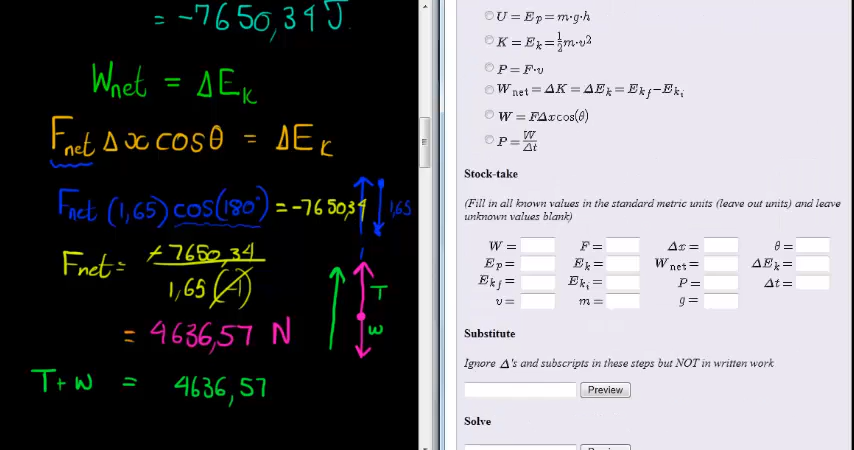 = -7650,34 J
Wnet = ΔEK
Fnet Δx cosθ = ΔEK
Fnet (1,65) cos(180°) = -7650,34
1,65
Fnet = -7650,34 / 1,65 (-1)
T
= 4636,57 N
W
T + W = 4636,57
U = Ep = m·g·h
K = Ek = 1/2 m·v²
P = F·v
Wnet = ΔK = ΔEk = Ekf − Eki
W = FΔx cos(θ)
P = W/Δt
Stock-take
(Fill in all known values in the standard metric units (leave out units) and leave
unknown values blank)
W = F = Δx = θ =
Ep = Ek = Wnet = ΔEk =
Ekf = Eki = P = Δt =
v = m = g =
Substitute
Ignore Δ's and subscripts in these steps but NOT in written work
Preview
Solve